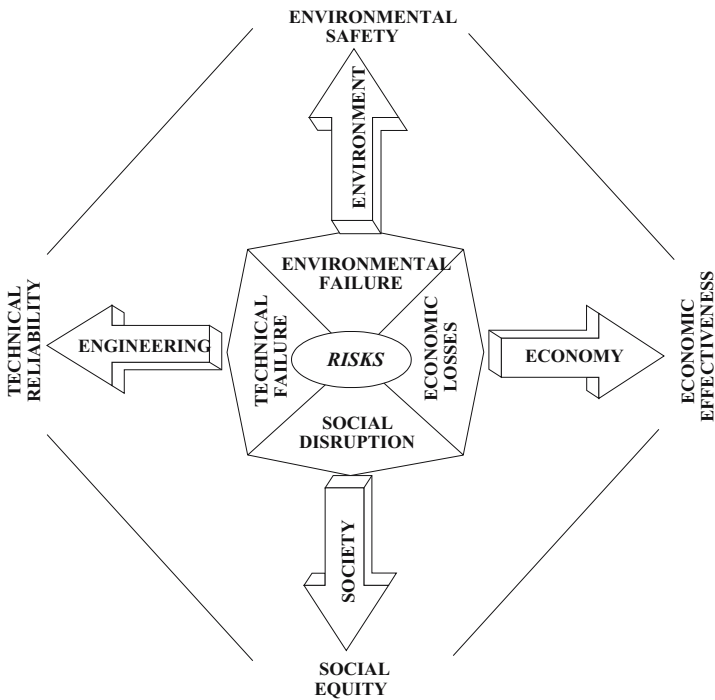 ENVIRONMENTAL
SAFETY
ENVIRONMENT
ENVIRONMENTAL
FAILURE
TECHNICAL
RELIABILITY
ENGINEERING
TECHNICAL
FAILURE
RISKS
ECONOMIC
LOSSES
ECONOMY
ECONOMIC
EFFECTIVENESS
SOCIAL
DISRUPTION
SOCIETY
SOCIAL
EQUITY